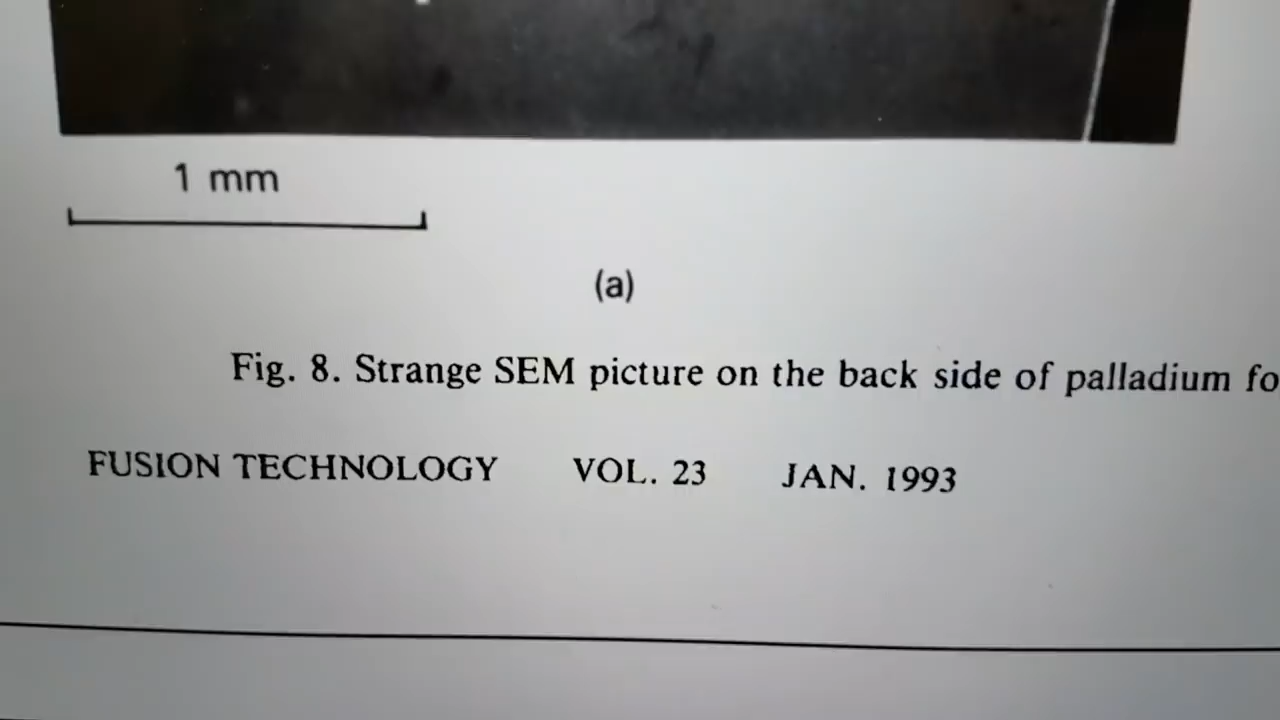 1 mm
(a)
Fig. 8. Strange SEM picture on the back side of palladium
FUSION TECHNOLOGY VOL. 23 JAN. 1993